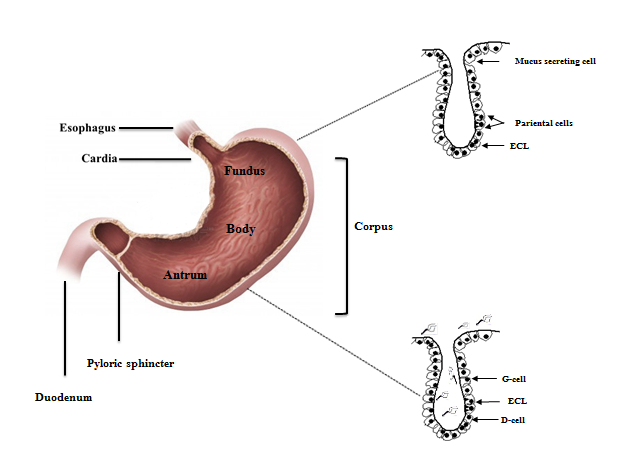 Mucus secreting cell
Pariental cells
ECL
Esophagus
Cardia
Fundus
Body
Corpus
Antrum
Pyloric sphincter
Duodenum
G-cell
ECL
D-cell